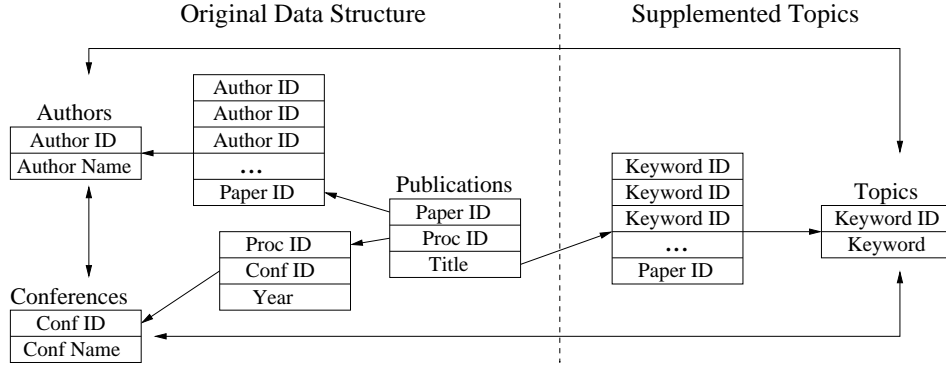 Original Data Structure
Supplemented Topics
Authors
Author ID
Author Name
Author ID
Author ID
Author ID
...
Paper ID
Publications
Paper ID
Proc ID
Title
Proc ID
Conf ID
Year
Conferences
Conf ID
Conf Name
Keyword ID
Keyword ID
Keyword ID
...
Paper ID
Topics
Keyword ID
Keyword